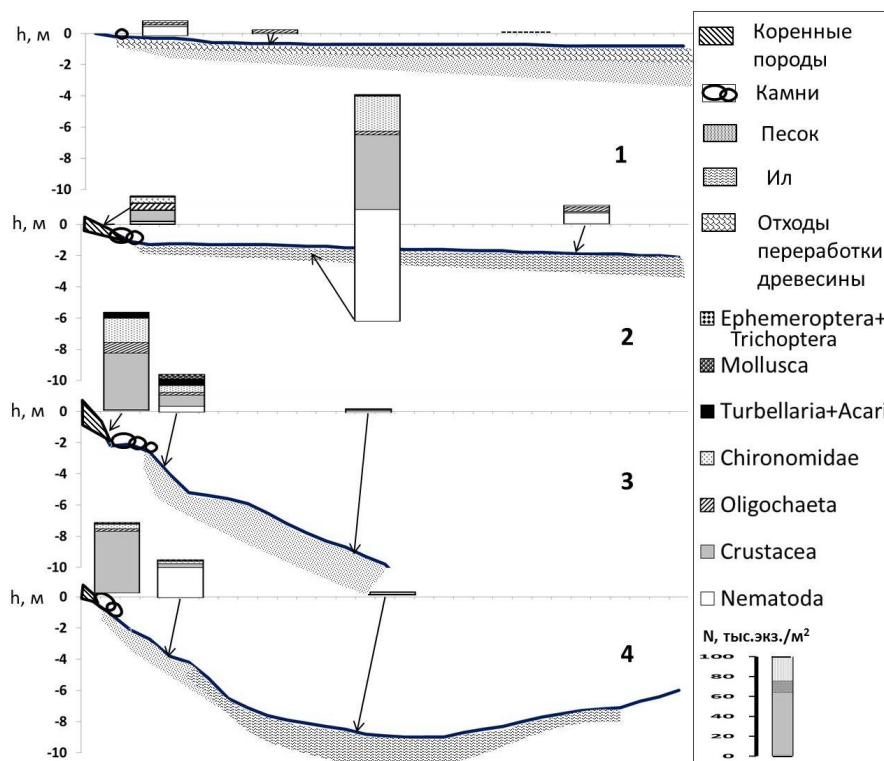 h, м
0
-2
-4
-6
-8
-10
1
h, м
0
-2
-4
-6
-8
-10
2
h, м
0
-2
-4
-6
-8
-10
3
h, м
0
-2
-4
-6
-8
-10
4
Коренные
породы
Камни
Песок
Ил
Отходы
переработки
древесины
Ephemeroptera+
Trichoptera
Mollusca
Turbellaria+Acari
Chironomidae
Oligochaeta
Crustacea
Nematoda
N, тыс.экз./м²
100
80
60
40
20
0